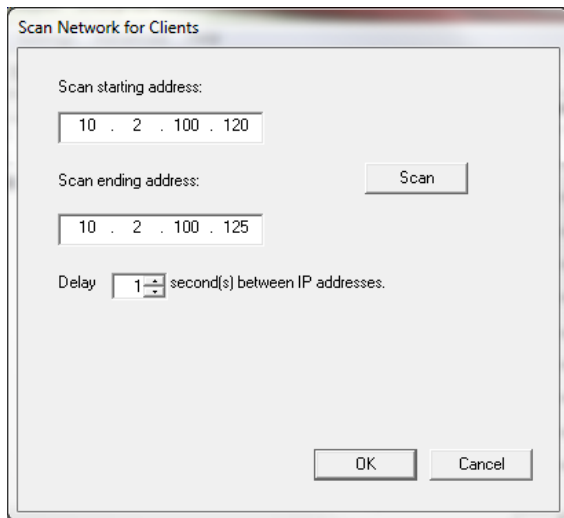 Scan Network for Clients
Scan starting address:
10 . 2 . 100 . 120
Scan ending address:
Scan
10 . 2 . 100 . 125
Delay 1 second(s) between IP addresses.
OK Cancel